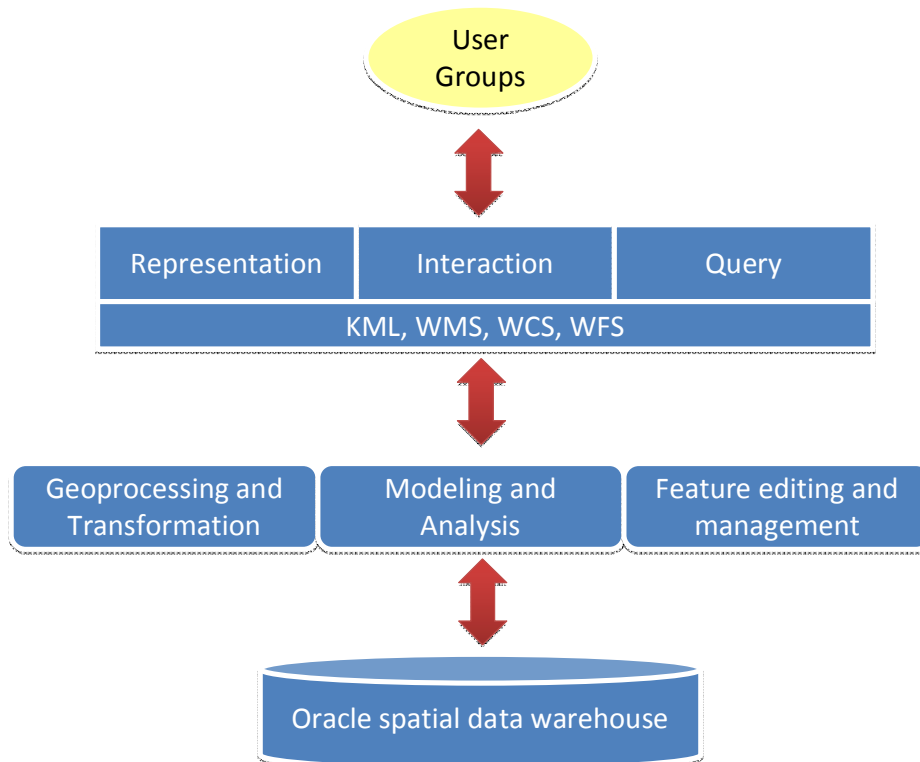 User
Groups
Representation
Interaction
Query
KML, WMS, WCS, WFS
Geoprocessing and
Transformation
Modeling and
Analysis
Feature editing and
management
Oracle spatial data warehouse